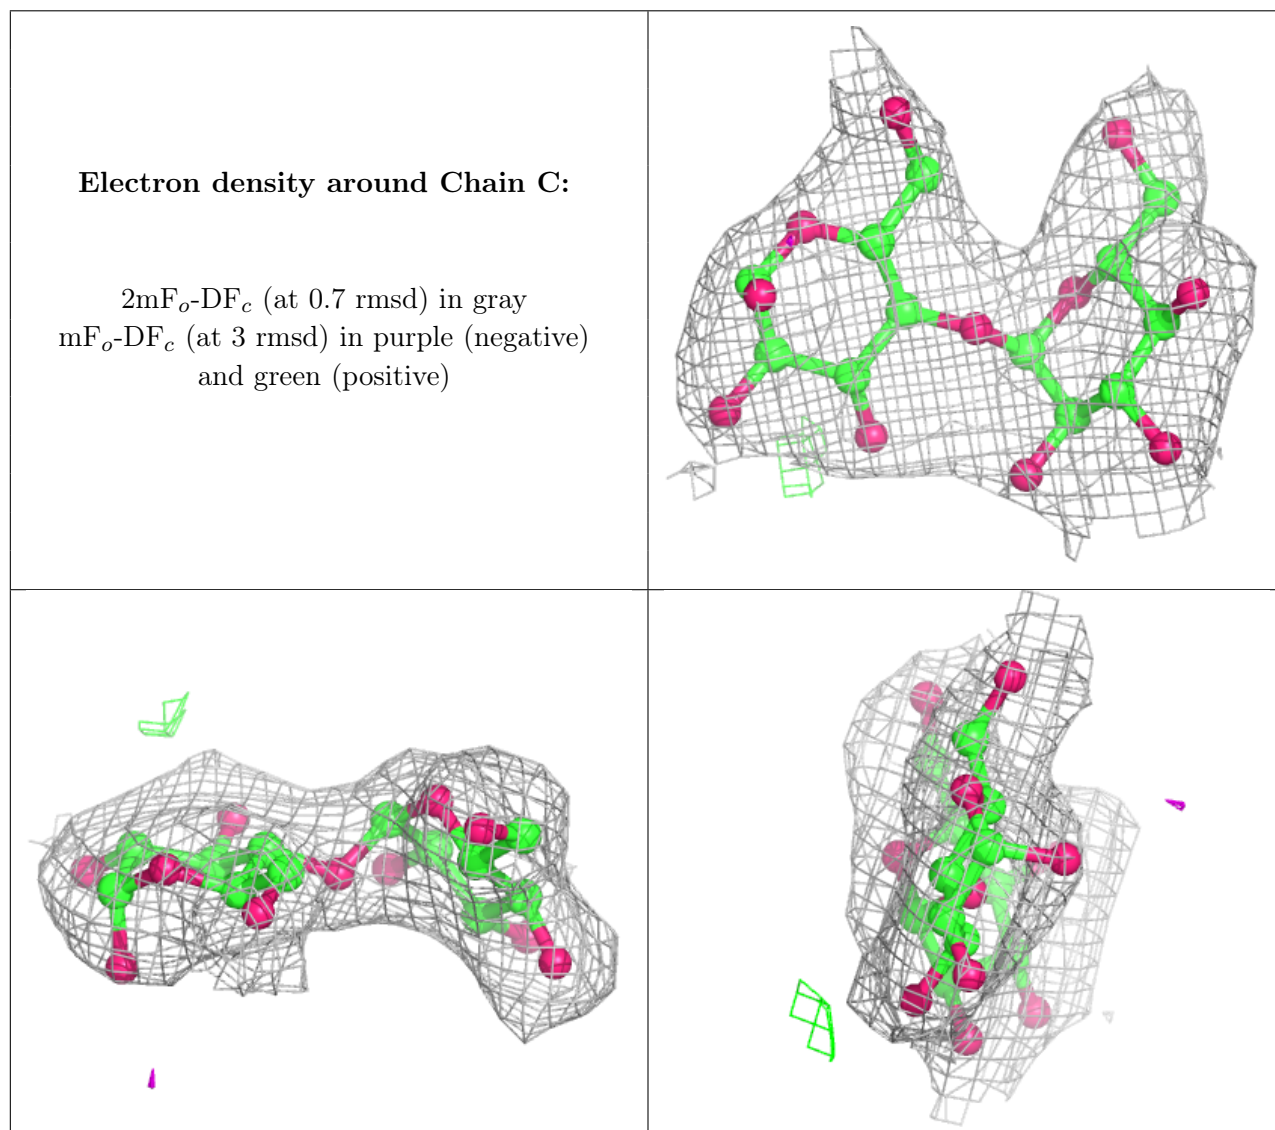 Electron density around Chain C:
2mFo-DFc (at 0.7 rmsd) in gray
mFo-DFc (at 3 rmsd) in purple (negative)
and green (positive)